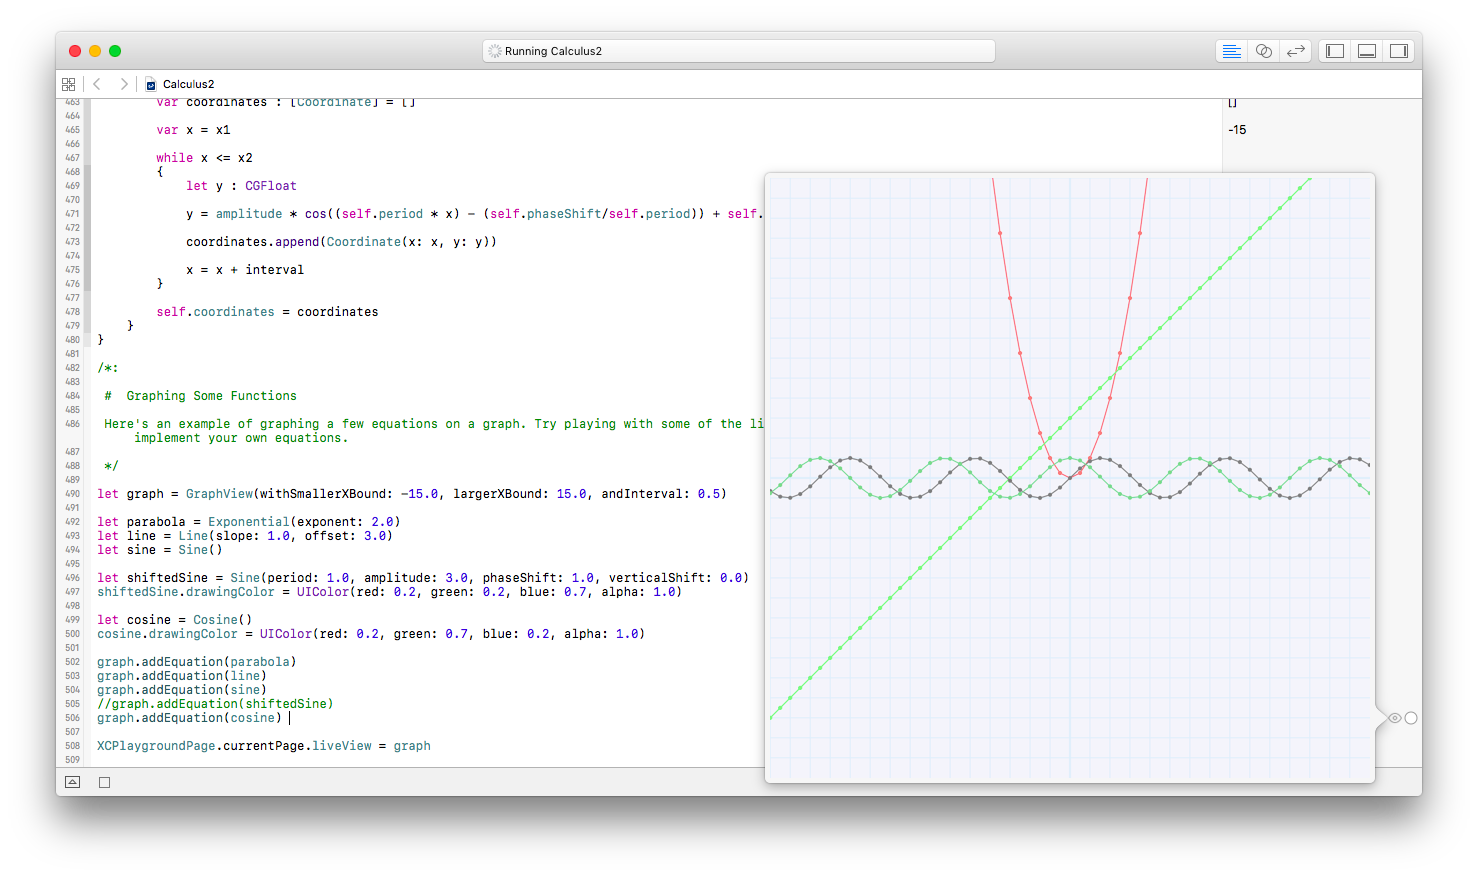 Running Calculus2
Calculus2
463 var coordinates : [Coordinate] = []
[]
464
465 var x = x1
-15
466
467 while x <= x2
468 {
469 let y : CGFloat
470
471 y = amplitude * cos((self.period * x) - (self.phaseShift/self.period)) + self.
472
473 coordinates.append(Coordinate(x: x, y: y))
474
475 x = x + interval
476 }
477
478 self.coordinates = coordinates
479 }
480 }
481
482 /*:
483
484 # Graphing Some Functions
485
486 Here's an example of graphing a few equations on a graph. Try playing with some of the li
implement your own equations.
487
488 */
489
490 let graph = GraphView(withSmallerXBound: -15.0, largerXBound: 15.0, andInterval: 0.5)
491
492 let parabola = Exponential(exponent: 2.0)
493 let line = Line(slope: 1.0, offset: 3.0)
494 let sine = Sine()
495
496 let shiftedSine = Sine(period: 1.0, amplitude: 3.0, phaseShift: 1.0, verticalShift: 0.0)
497 shiftedSine.drawingColor = UIColor(red: 0.2, green: 0.2, blue: 0.7, alpha: 1.0)
498
499 let cosine = Cosine()
500 cosine.drawingColor = UIColor(red: 0.2, green: 0.7, blue: 0.2, alpha: 1.0)
501
502 graph.addEquation(parabola)
503 graph.addEquation(line)
504 graph.addEquation(sine)
505 //graph.addEquation(shiftedSine)
506 graph.addEquation(cosine)
507
508 XCPlaygroundPage.currentPage.liveView = graph
509